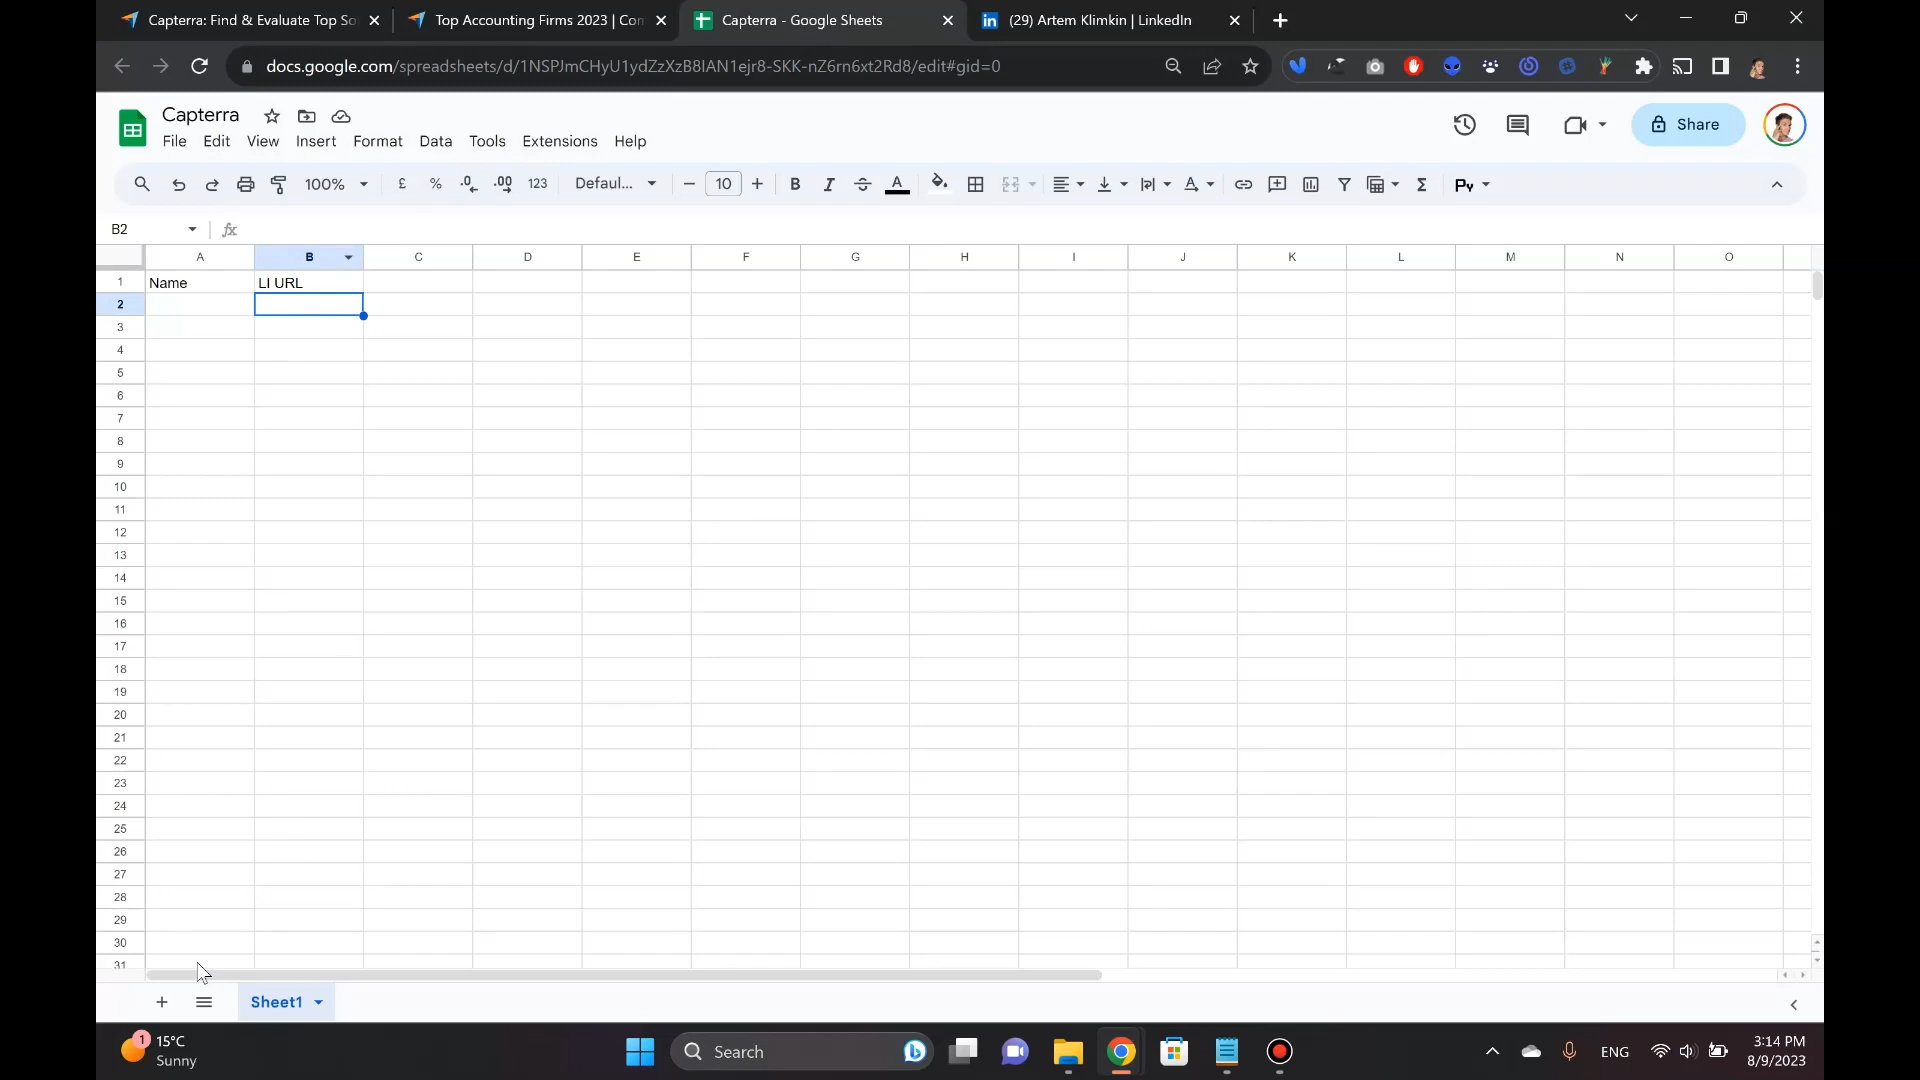 Capterra: Find & Evaluate Top So
Top Accounting Firms 2023 | Con
Capterra - Google Sheets
in (29) Artem Klimkin | LinkedIn
docs.google.com/spreadsheets/d/1NSPJmCHyU1ydZzXzB8IAN1ejr8-SKK-nZ6rn6xt2Rd8/edit#gid=0
Capterra
File Edit View Insert Format Data Tools Extensions Help
Share
100% £ % .0 .00 123 Defaul... 10 B I A Σ Py
B2 fx
A B C D E F G H I J K L M N O
1 Name LI URL
2
3
4
5
6
7
8
9
10
11
12
13
14
15
16
17
18
19
20
21
22
23
24
25
26
27
28
29
30
31
Sheet1
1 15°C
Sunny
Search
ENG
3:14 PM
8/9/2023